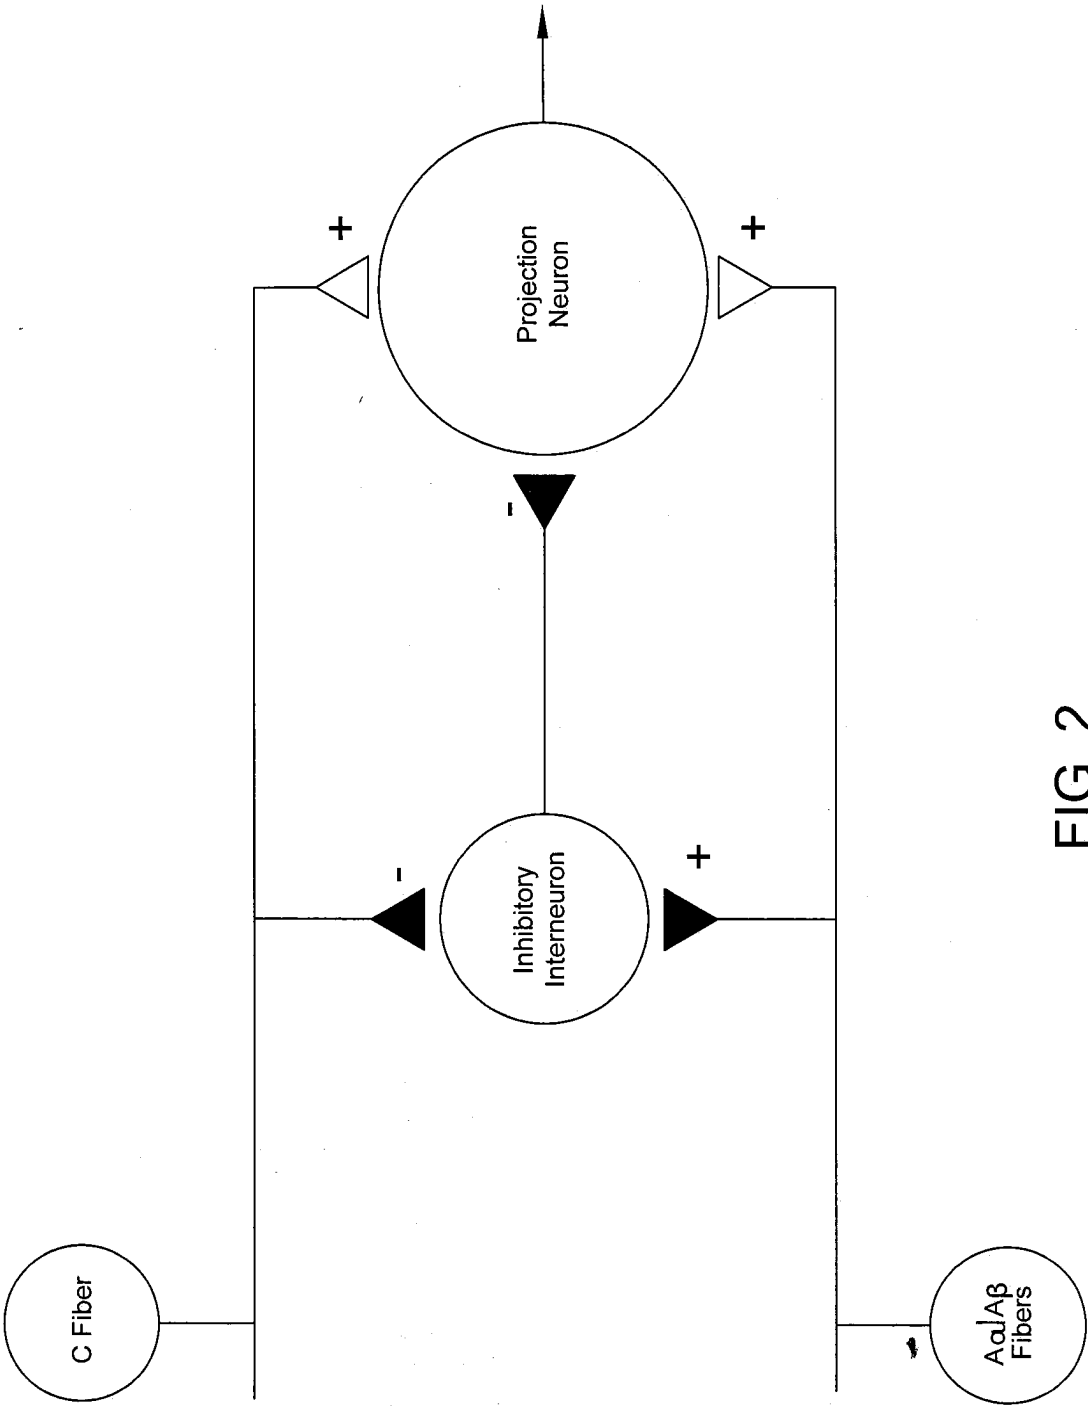 C Fiber
Aα/Aβ
Fibers
Inhibitory
Interneuron
-
+
-
Projection
Neuron
+
+
FIG. 2